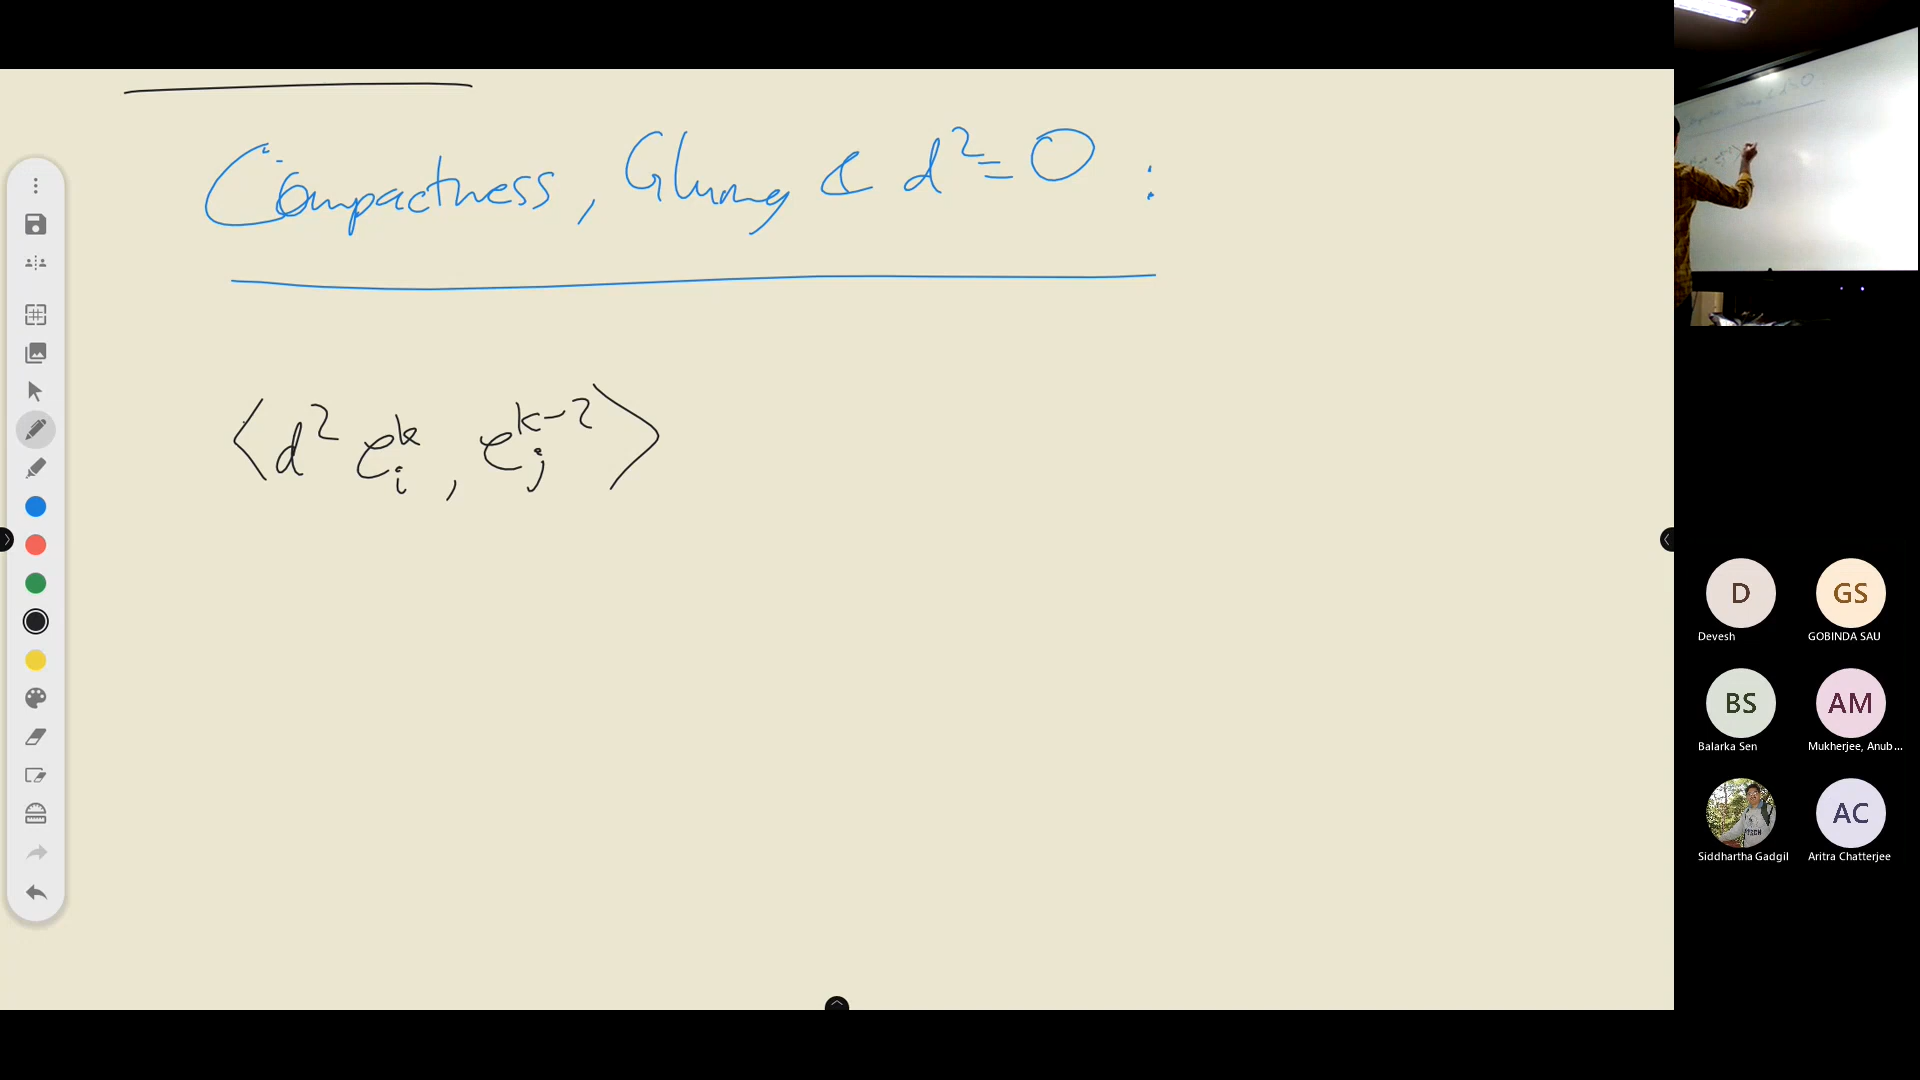 Compactness, Gluing & d²=0 :
⟨d² e_i^k, e_j^{k-2}⟩
D
Devesh
GS
GOBINDA SAU
BS
Balarka Sen
AM
Mukherjee, Anub...
Siddhartha Gadgil
AC
Aritra Chatterjee